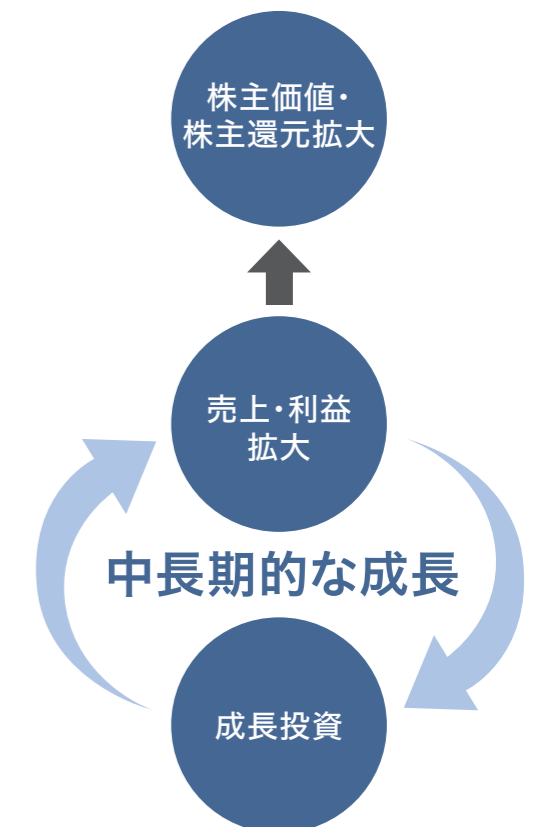 株主価値・
株主還元拡大
売上・利益
拡大
中長期的な成長
成長投資